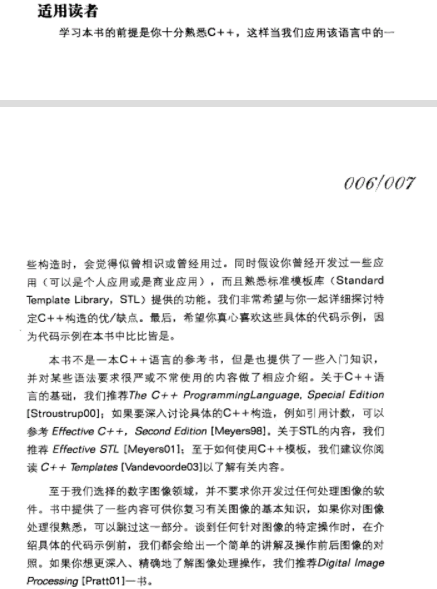 适用读者
学习本书的前提是你十分熟悉C++，这样当我们应用该语言中的一
006/007
些构造时，会觉得似曾相识或曾经用过。同时假设你曾经开发过一些应
用（可以是个人应用或是商业应用），而且熟悉标准模板库（Standard
Template Library，STL）提供的功能。我们非常希望与你一起详细探讨特
定C++构造的优/缺点。最后，希望你真心喜欢这些具体的代码示例，因
为代码示例在本书中比比皆是。
本书不是一本C++语言的参考书，但是也提供了一些入门知识，
并对某些语法要求很严或不常使用的内容做了相应介绍。关于C++语
言的基础，我们推荐The C++ ProgrammingLanguage, Special Edition
[Stroustrup00]；如果要深入讨论具体的C++构造，例如引用计数，可以
参考 Effective C++，Second Edition [Meyers98]。关于STL的内容，我们
推荐 Effective STL [Meyers01]；至于如何使用C++模板，我们建议你阅
读 C++ Templates [Vandevoorde03]以了解有关内容。
至于我们选择的数字图像领域，并不要求你开发过任何处理图像的软
件。书中提供了一些内容可供你复习有关图像的基本知识，如果你对图像
处理很熟悉，可以跳过这一部分。谈到任何针对图像的特定操作时，在介
绍具体的代码示例前，我们都会给出一个简单的讲解及操作前后图像的对
照。如果你想更深入、精确地了解图像处理操作，我们推荐Digital Image
Processing [Pratt01]一书。